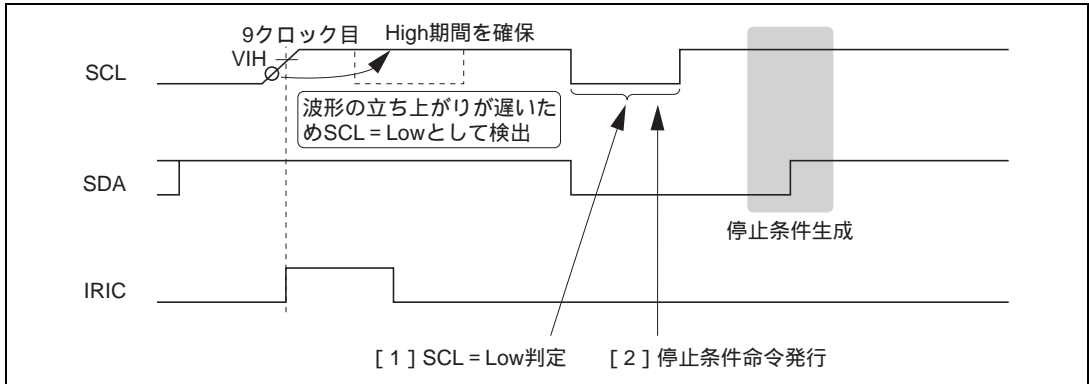 9クロック目
High期間を確保
VIH
SCL
波形の立ち上がりが遅いた
めSCL = Lowとして検出
SDA
停止条件生成
IRIC
[ 1 ] SCL = Low判定
[ 2 ] 停止条件命令発行